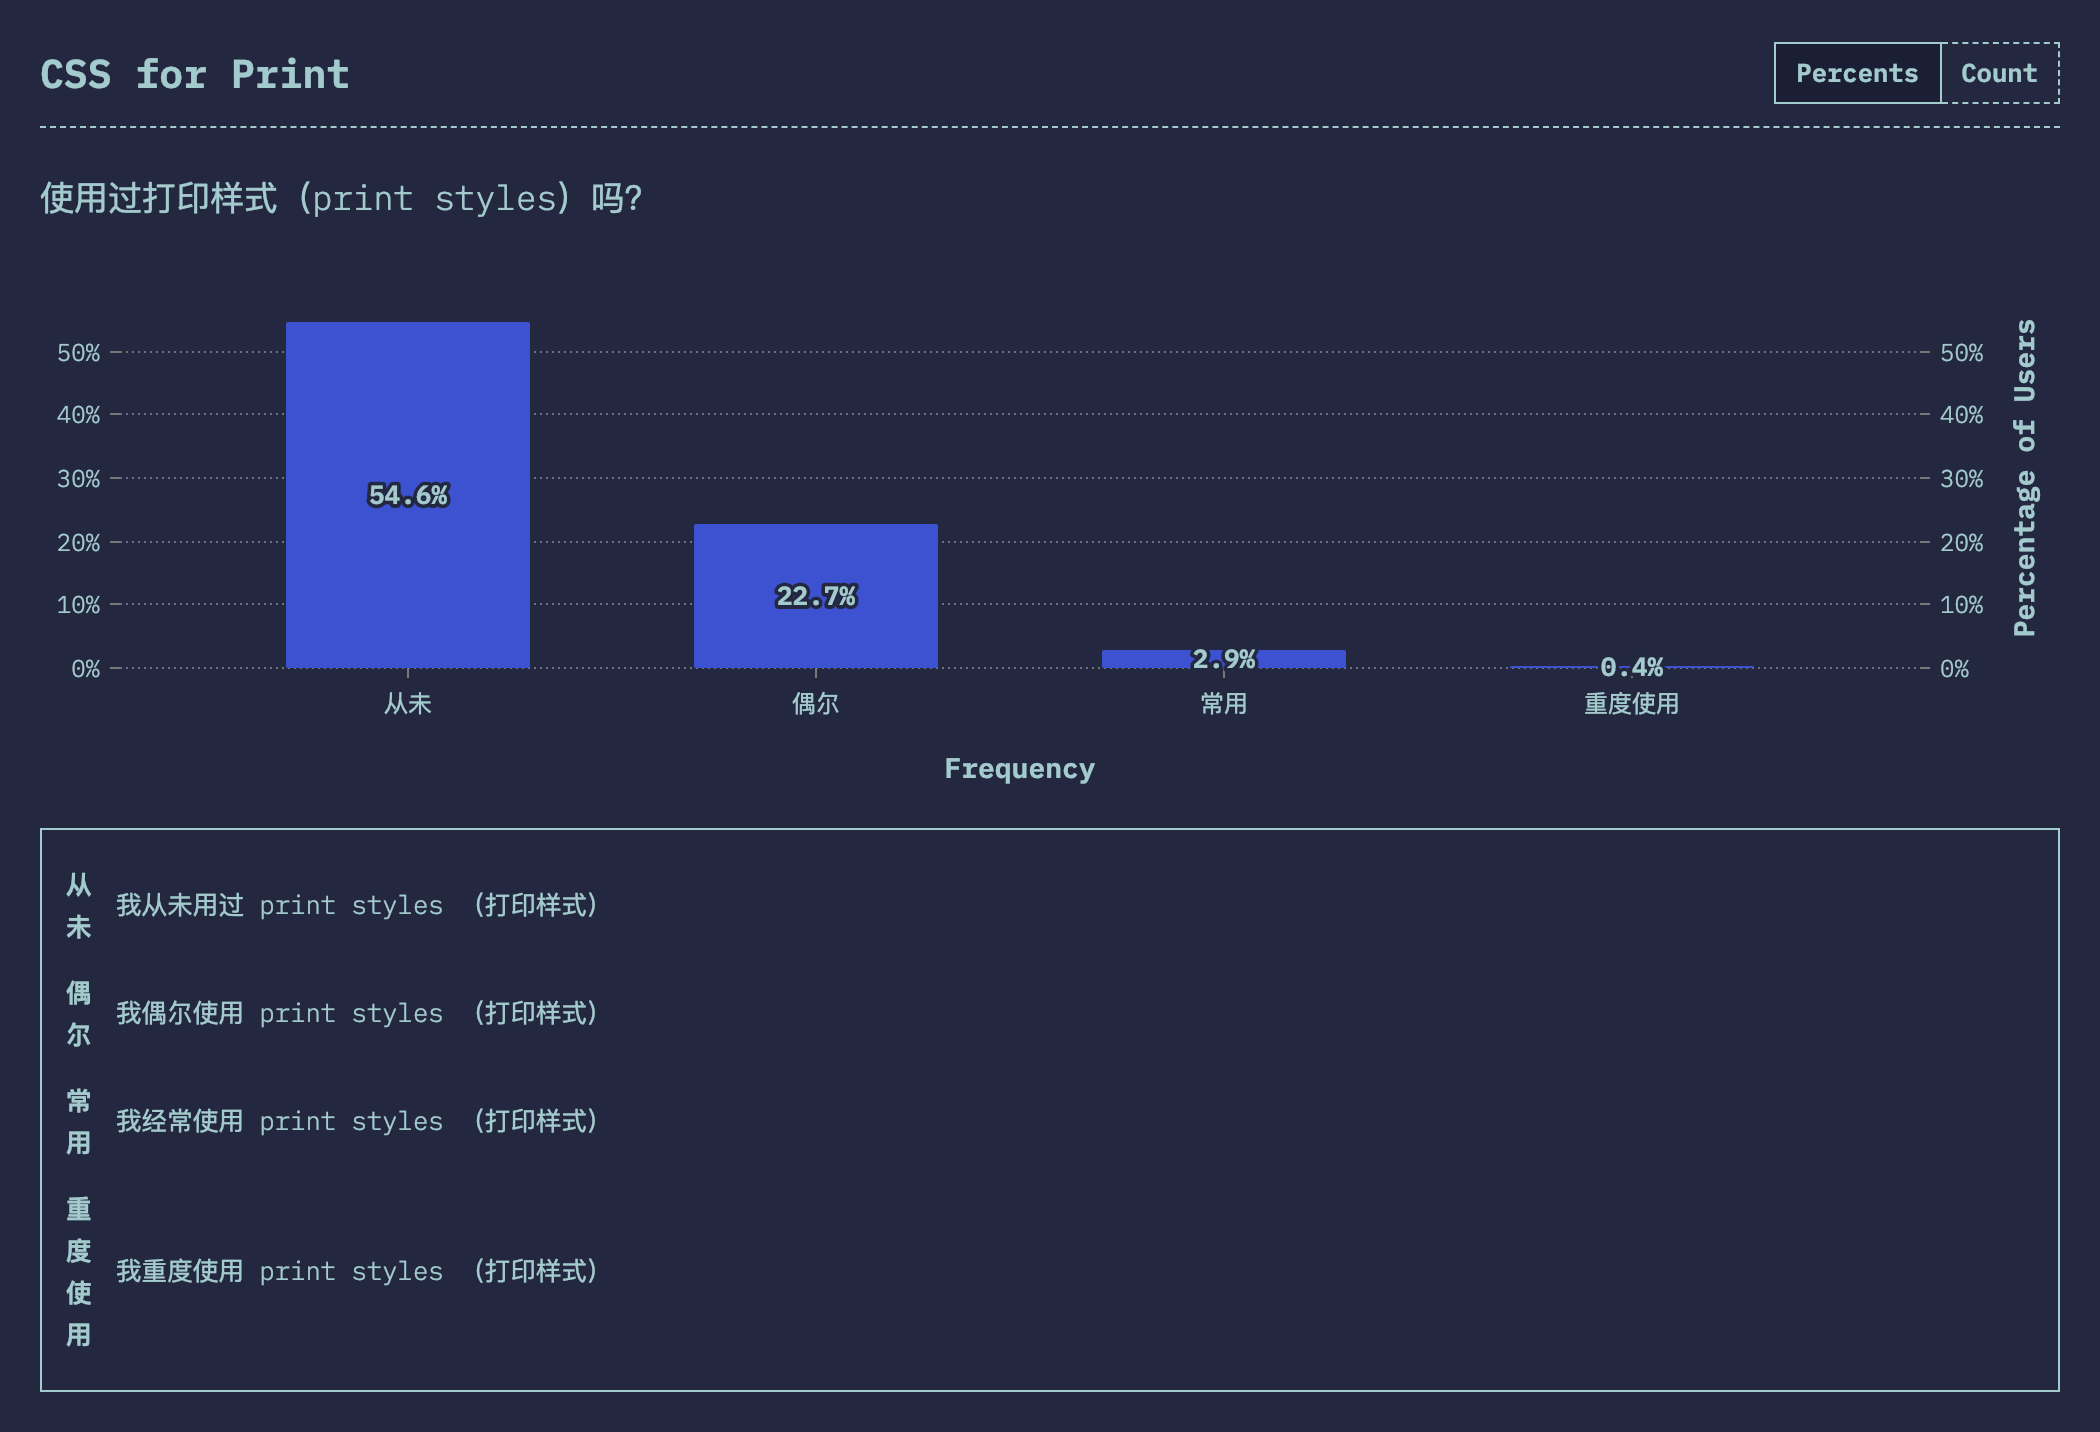 CSS for Print
Percents Count
使用过打印样式（print styles）吗？
50% 50%
40% 40%
30% 30%
20% 20%
10% 10%
0% 0%
54.6%
22.7%
2.9%
0.4%
从未 偶尔 常用 重度使用
Frequency
Percentage of Users
从未 我从未用过 print styles （打印样式）
偶尔 我偶尔使用 print styles （打印样式）
常用 我经常使用 print styles （打印样式）
重度使用 我重度使用 print styles （打印样式）